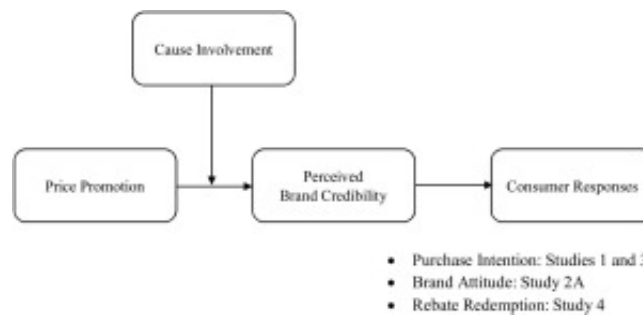 Cause Involvement
Price Promotion
Perceived
Brand Credibility
Consumer Responses
• Purchase Intention: Studies 1 and 3
• Brand Attitude: Study 2A
• Rebate Redemption: Study 4